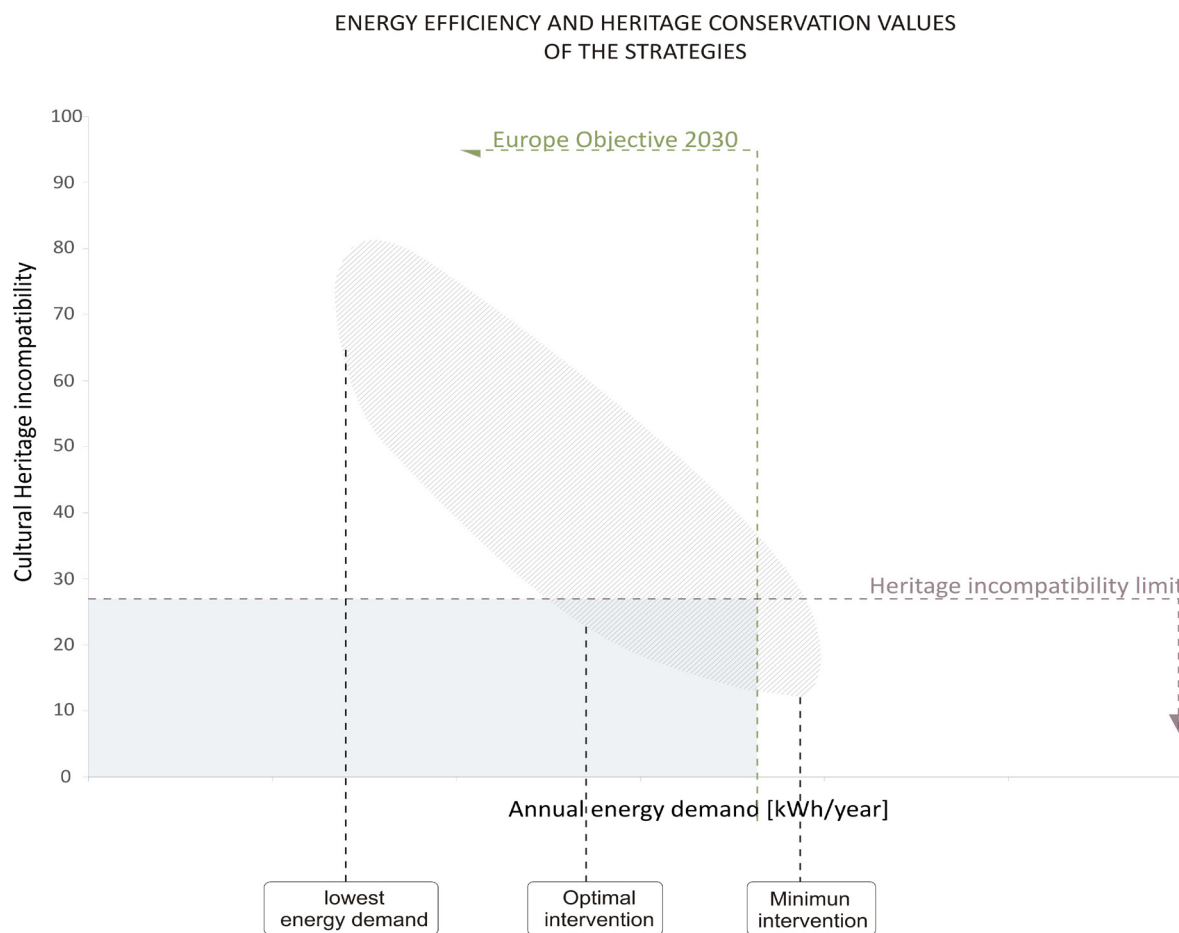 ENERGY EFFICIENCY AND HERITAGE CONSERVATION VALUES
OF THE STRATEGIES
100
Europe Objective 2030
90
80
70
60
50
40
30
Heritage incompatibility limit
20
10
0
Cultural Heritage incompatibility
Annual energy demand [kWh/year]
lowest
energy demand
Optimal
intervention
Minimun
intervention